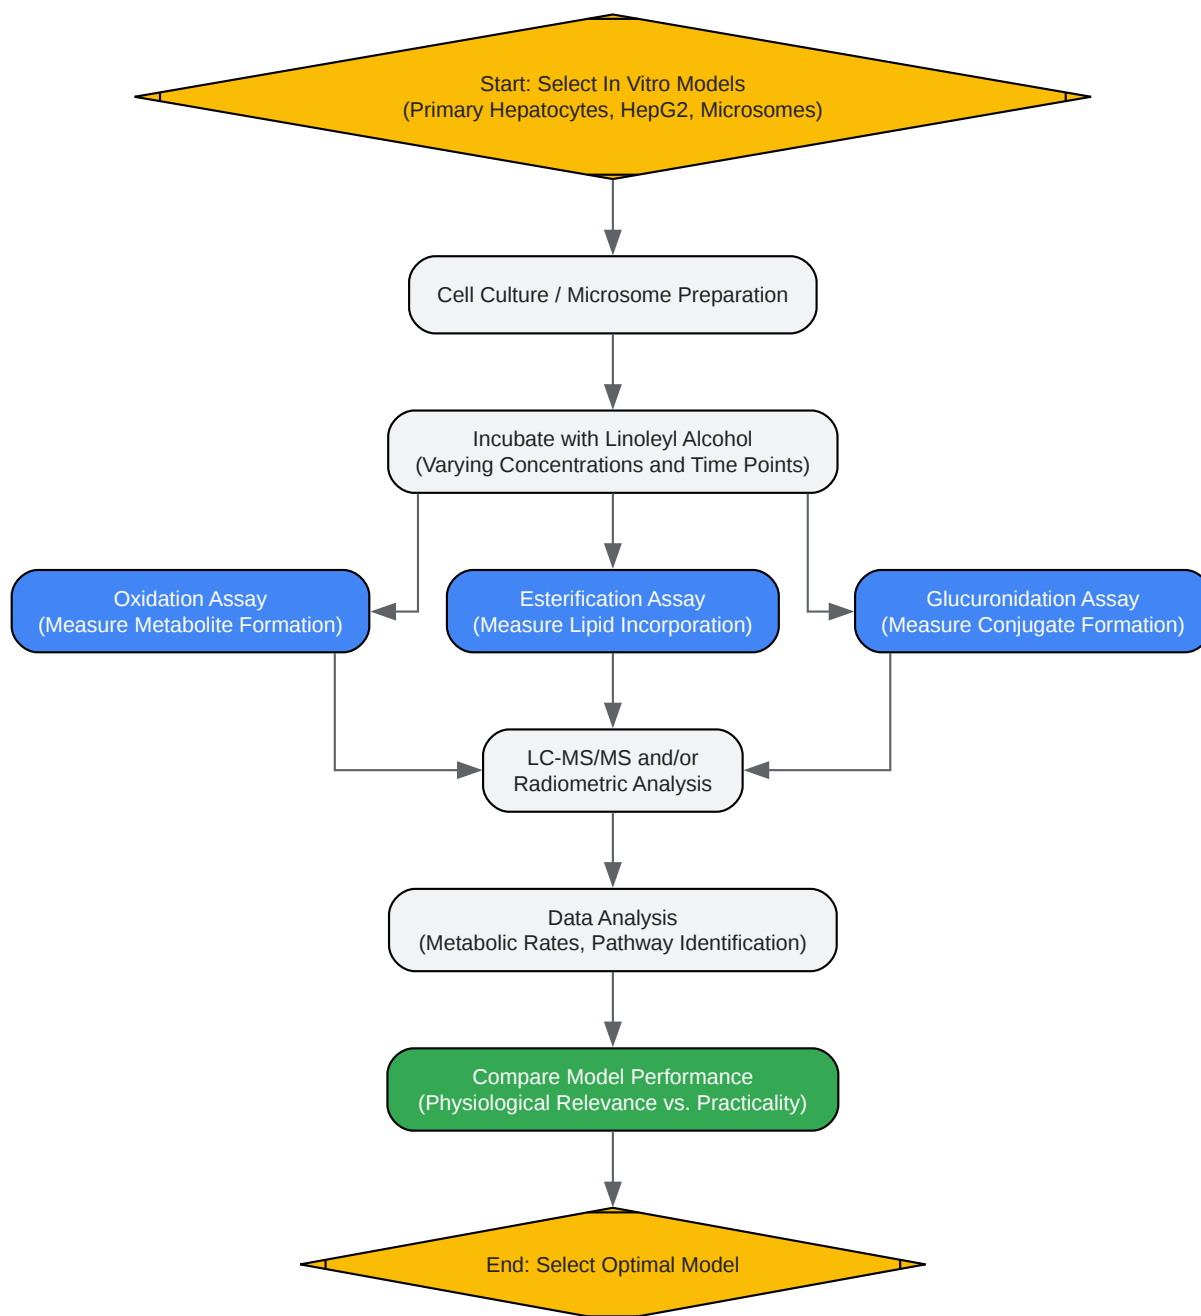 Start: Select In Vitro Models
(Primary Hepatocytes, HepG2, Microsomes)
Cell Culture / Microsome Preparation
Incubate with Linoleyl Alcohol
(Varying Concentrations and Time Points)
Oxidation Assay
(Measure Metabolite Formation)
Esterification Assay
(Measure Lipid Incorporation)
Glucuronidation Assay
(Measure Conjugate Formation)
LC-MS/MS and/or
Radiometric Analysis
Data Analysis
(Metabolic Rates, Pathway Identification)
Compare Model Performance
(Physiological Relevance vs. Practicality)
End: Select Optimal Model